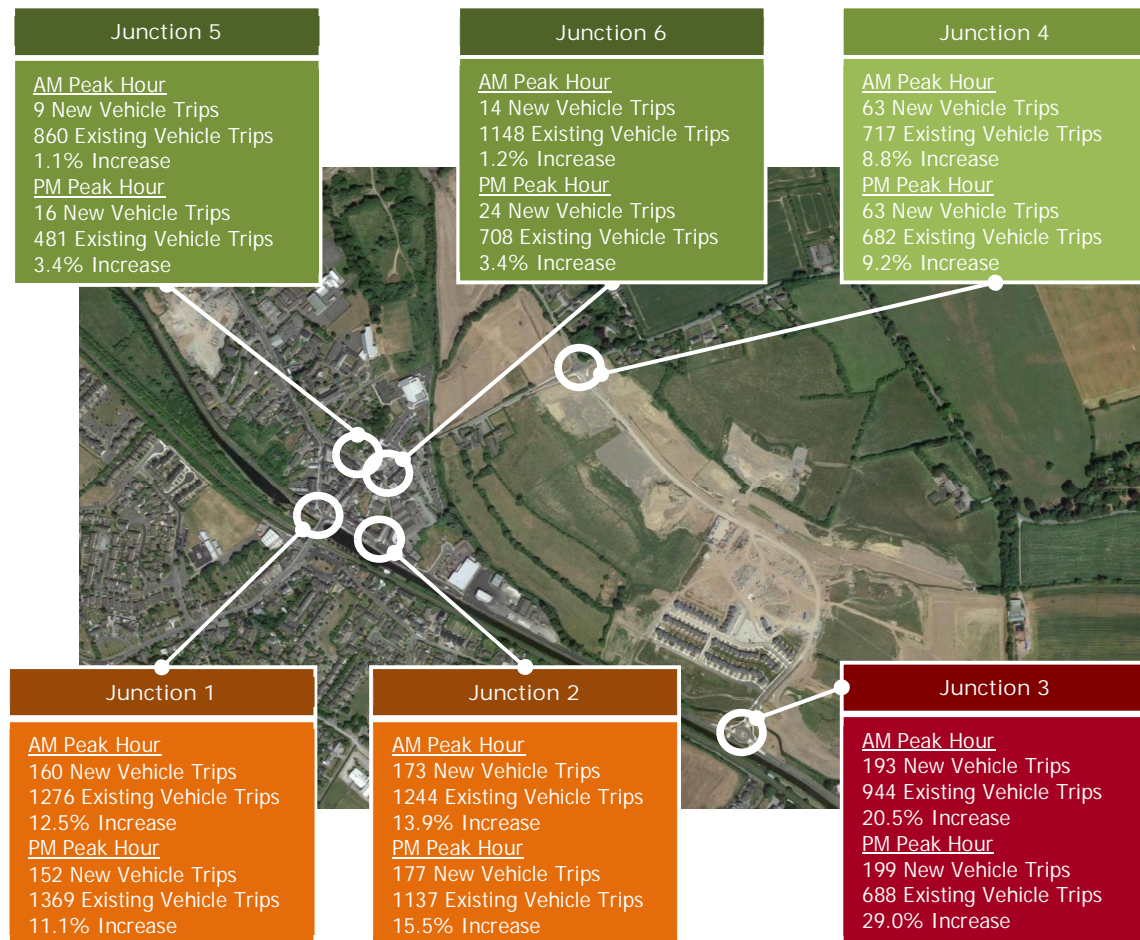 Junction 5
AM Peak Hour
9 New Vehicle Trips
860 Existing Vehicle Trips
1.1% Increase
PM Peak Hour
16 New Vehicle Trips
481 Existing Vehicle Trips
3.4% Increase
Junction 6
AM Peak Hour
14 New Vehicle Trips
1148 Existing Vehicle Trips
1.2% Increase
PM Peak Hour
24 New Vehicle Trips
708 Existing Vehicle Trips
3.4% Increase
Junction 4
AM Peak Hour
63 New Vehicle Trips
717 Existing Vehicle Trips
8.8% Increase
PM Peak Hour
63 New Vehicle Trips
682 Existing Vehicle Trips
9.2% Increase
Junction 1
AM Peak Hour
160 New Vehicle Trips
1276 Existing Vehicle Trips
12.5% Increase
PM Peak Hour
152 New Vehicle Trips
1369 Existing Vehicle Trips
11.1% Increase
Junction 2
AM Peak Hour
173 New Vehicle Trips
1244 Existing Vehicle Trips
13.9% Increase
PM Peak Hour
177 New Vehicle Trips
1137 Existing Vehicle Trips
15.5% Increase
Junction 3
AM Peak Hour
193 New Vehicle Trips
944 Existing Vehicle Trips
20.5% Increase
PM Peak Hour
199 New Vehicle Trips
688 Existing Vehicle Trips
29.0% Increase